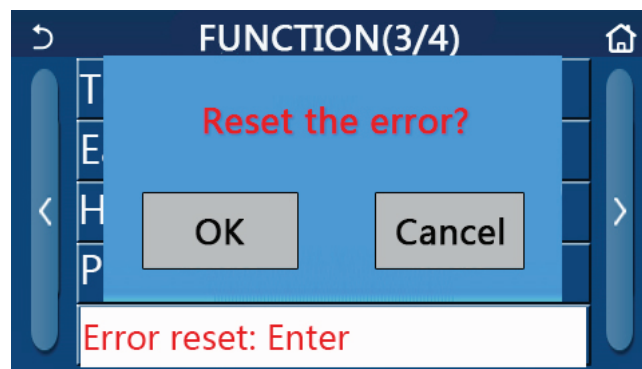 FUNCTION(3/4)
T
Reset the error?
E
H
OK
Cancel
P
Error reset: Enter